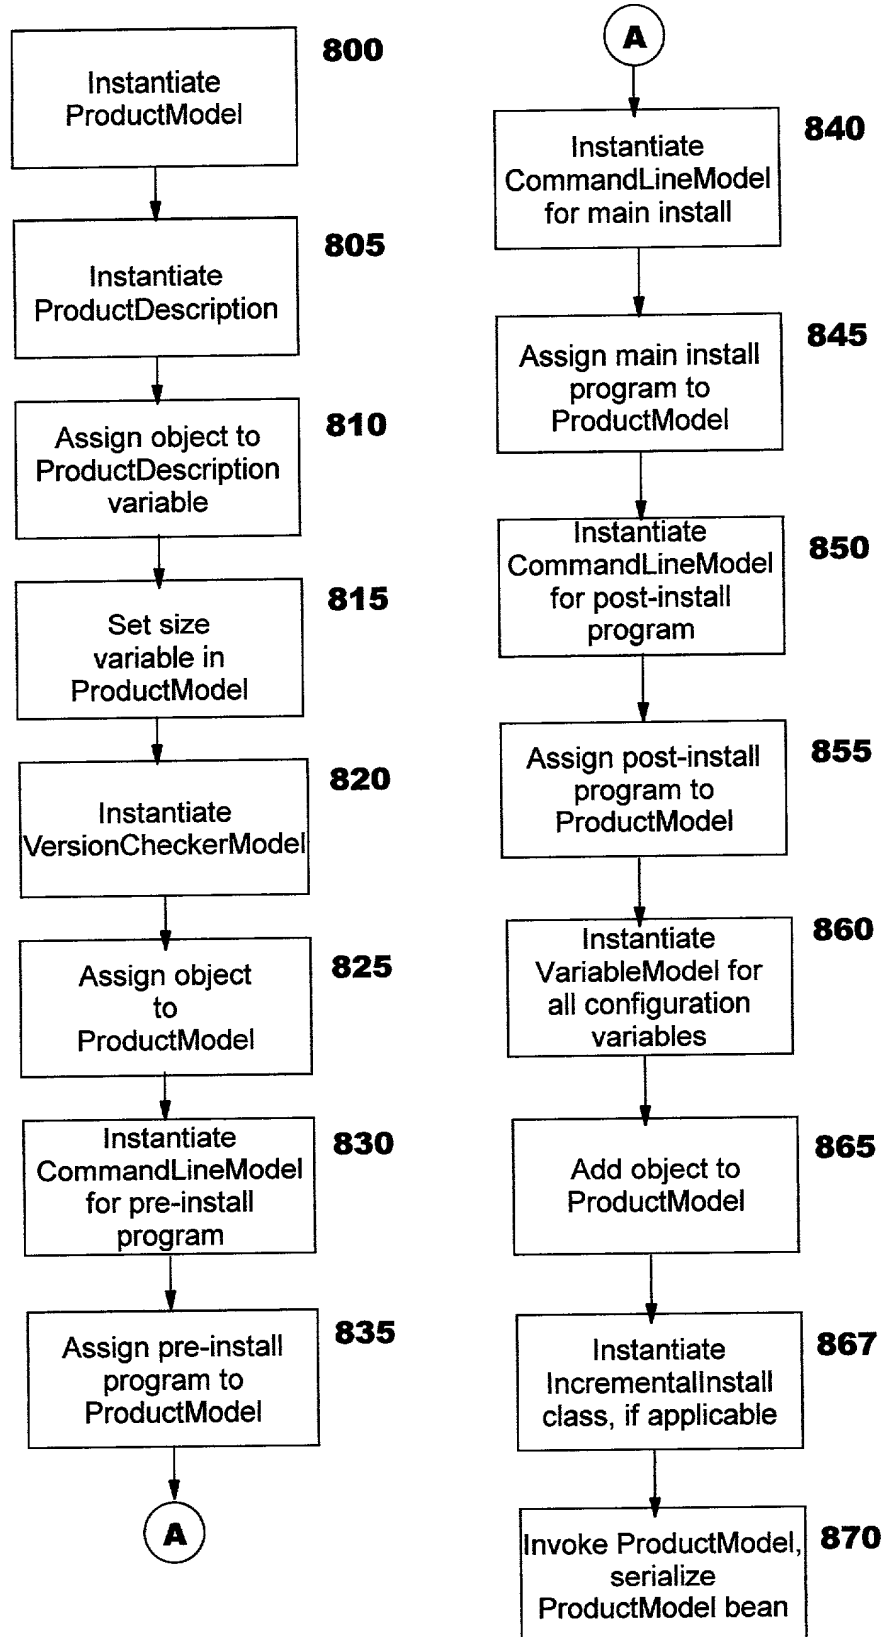 800
Instantiate
ProductModel
805
Instantiate
ProductDescription
810
Assign object to
ProductDescription
variable
815
Set size
variable in
ProductModel
820
Instantiate
VersionCheckerModel
825
Assign object
to
ProductModel
830
Instantiate
CommandLineModel
for pre-install
program
835
Assign pre-install
program to
ProductModel
A
A
840
Instantiate
CommandLineModel
for main install
845
Assign main install
program to
ProductModel
850
Instantiate
CommandLineModel
for post-install
program
855
Assign post-install
program to
ProductModel
860
Instantiate
VariableModel for
all configuration
variables
865
Add object to
ProductModel
867
Instantiate
IncrementalInstall
class, if applicable
870
Invoke ProductModel,
serialize
ProductModel bean